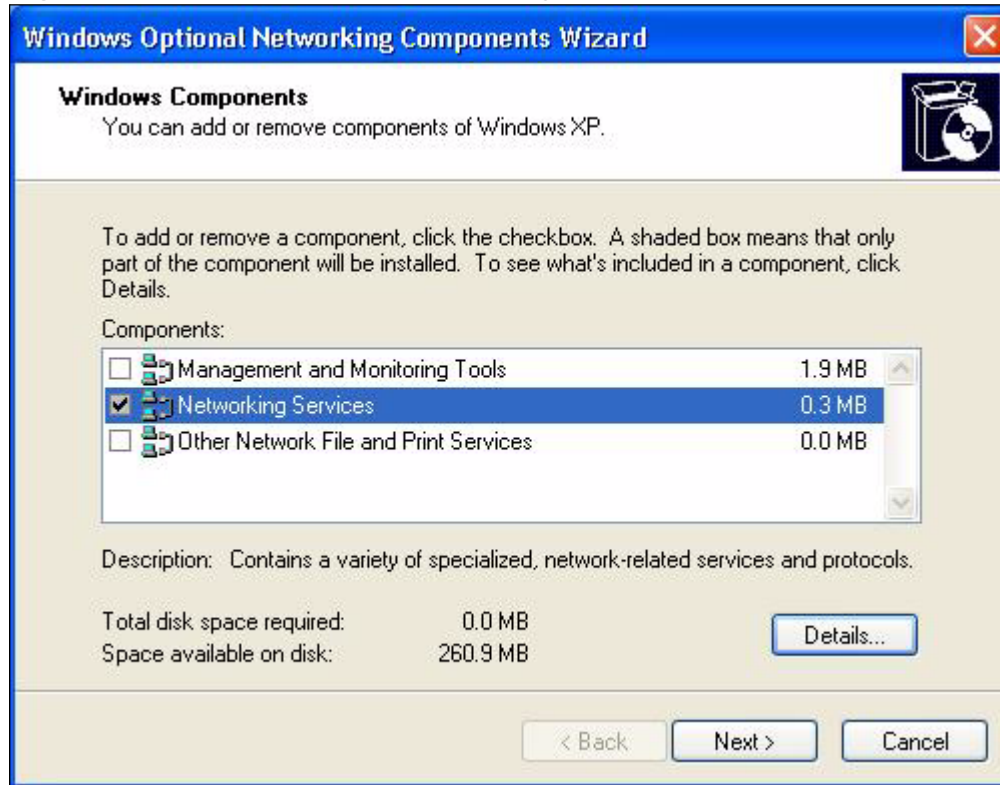 Windows Optional Networking Components Wizard
Windows Components
You can add or remove components of Windows XP.
To add or remove a component, click the checkbox. A shaded box means that only
part of the component will be installed. To see what's included in a component, click
Details.
Components:
Management and Monitoring Tools 1.9 MB
Networking Services 0.3 MB
Other Network File and Print Services 0.0 MB
Description: Contains a variety of specialized, network-related services and protocols.
Total disk space required: 0.0 MB
Space available on disk: 260.9 MB
Details...
< Back Next > Cancel